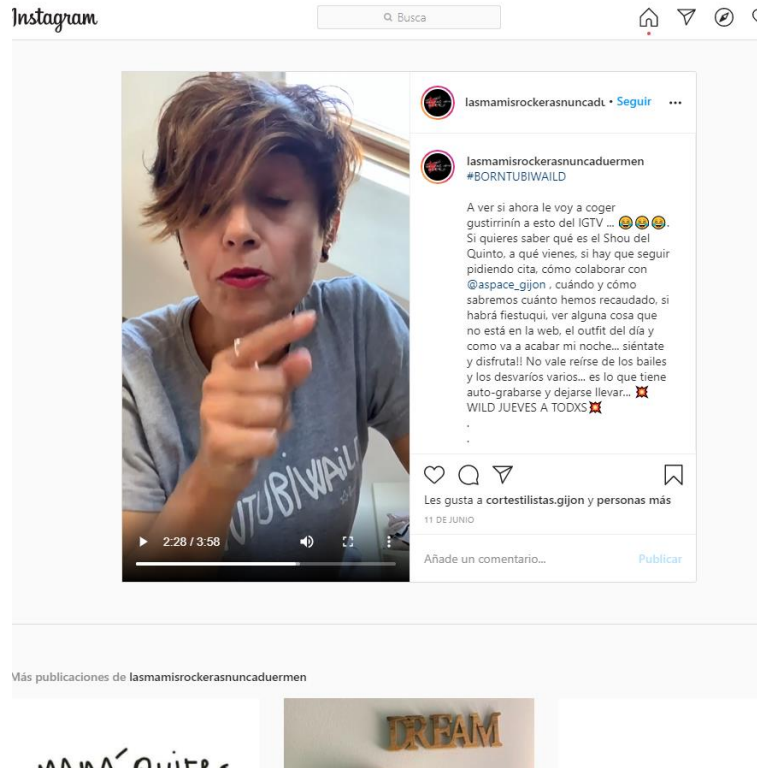 Instagram
Busca
lasmamisrockerasnuncadu • Seguir
lasmamisrockerasnuncaduermen
#BORNTUBIWAILD
A ver si ahora le voy a coger
gustirrinín a esto del IGTV ... 😂😂😂.
Si quieres saber qué es el Shou del
Quinto, a qué vienes, si hay que seguir
pidiendo cita, cómo colaborar con
@aspace_gijon , cuándo y cómo
sabremos cuánto hemos recaudado, si
habrá fiestuqui, ver alguna cosa que
no está en la web, el outfit del día y
como va a acabar mi noche... siéntate
y disfruta!! No vale reírse de los bailes
y los desvaríos varios... es lo que tiene
auto-grabarse y dejarse llevar... 💥
WILD JUEVES A TODXS💥
.
.
NTUBIWAILD
2:28 / 3:58
Les gusta a cortestilistas.gijon y personas más
11 DE JUNIO
Añade un comentario...
Publicar
Más publicaciones de lasmamisrockerasnuncaduermen
DREAM